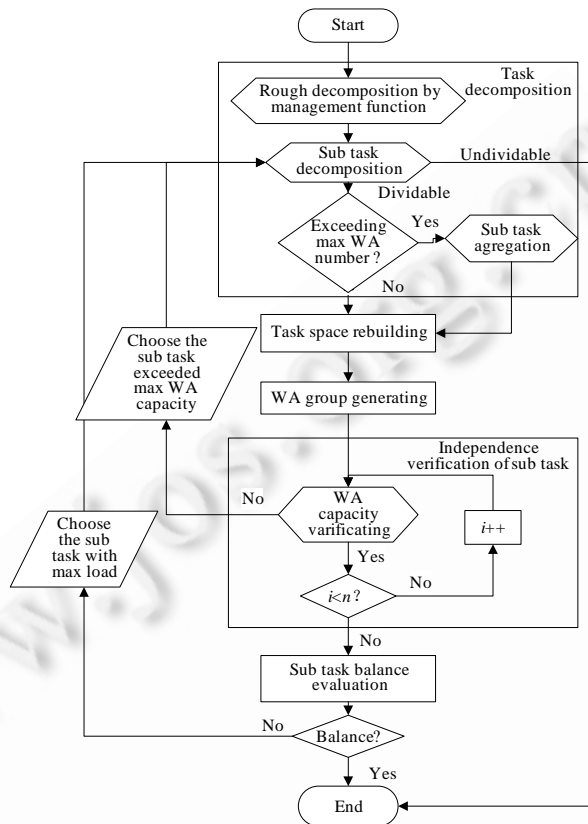 Start
Task
decomposition
Rough decomposition by
management function
Sub task
decomposition
Undividable
Dividable
Exceeding
max WA
number ?
Yes
Sub task
agregation
No
Task space rebuilding
Choose the
sub task
exceeded
max WA
capacity
WA group generating
Independence
verification of sub task
No
WA
capacity
varificating
Choose
the sub
task with
max load
i++
Yes
i<n?
No
No
Sub task balance
evaluation
No
Balance?
Yes
End